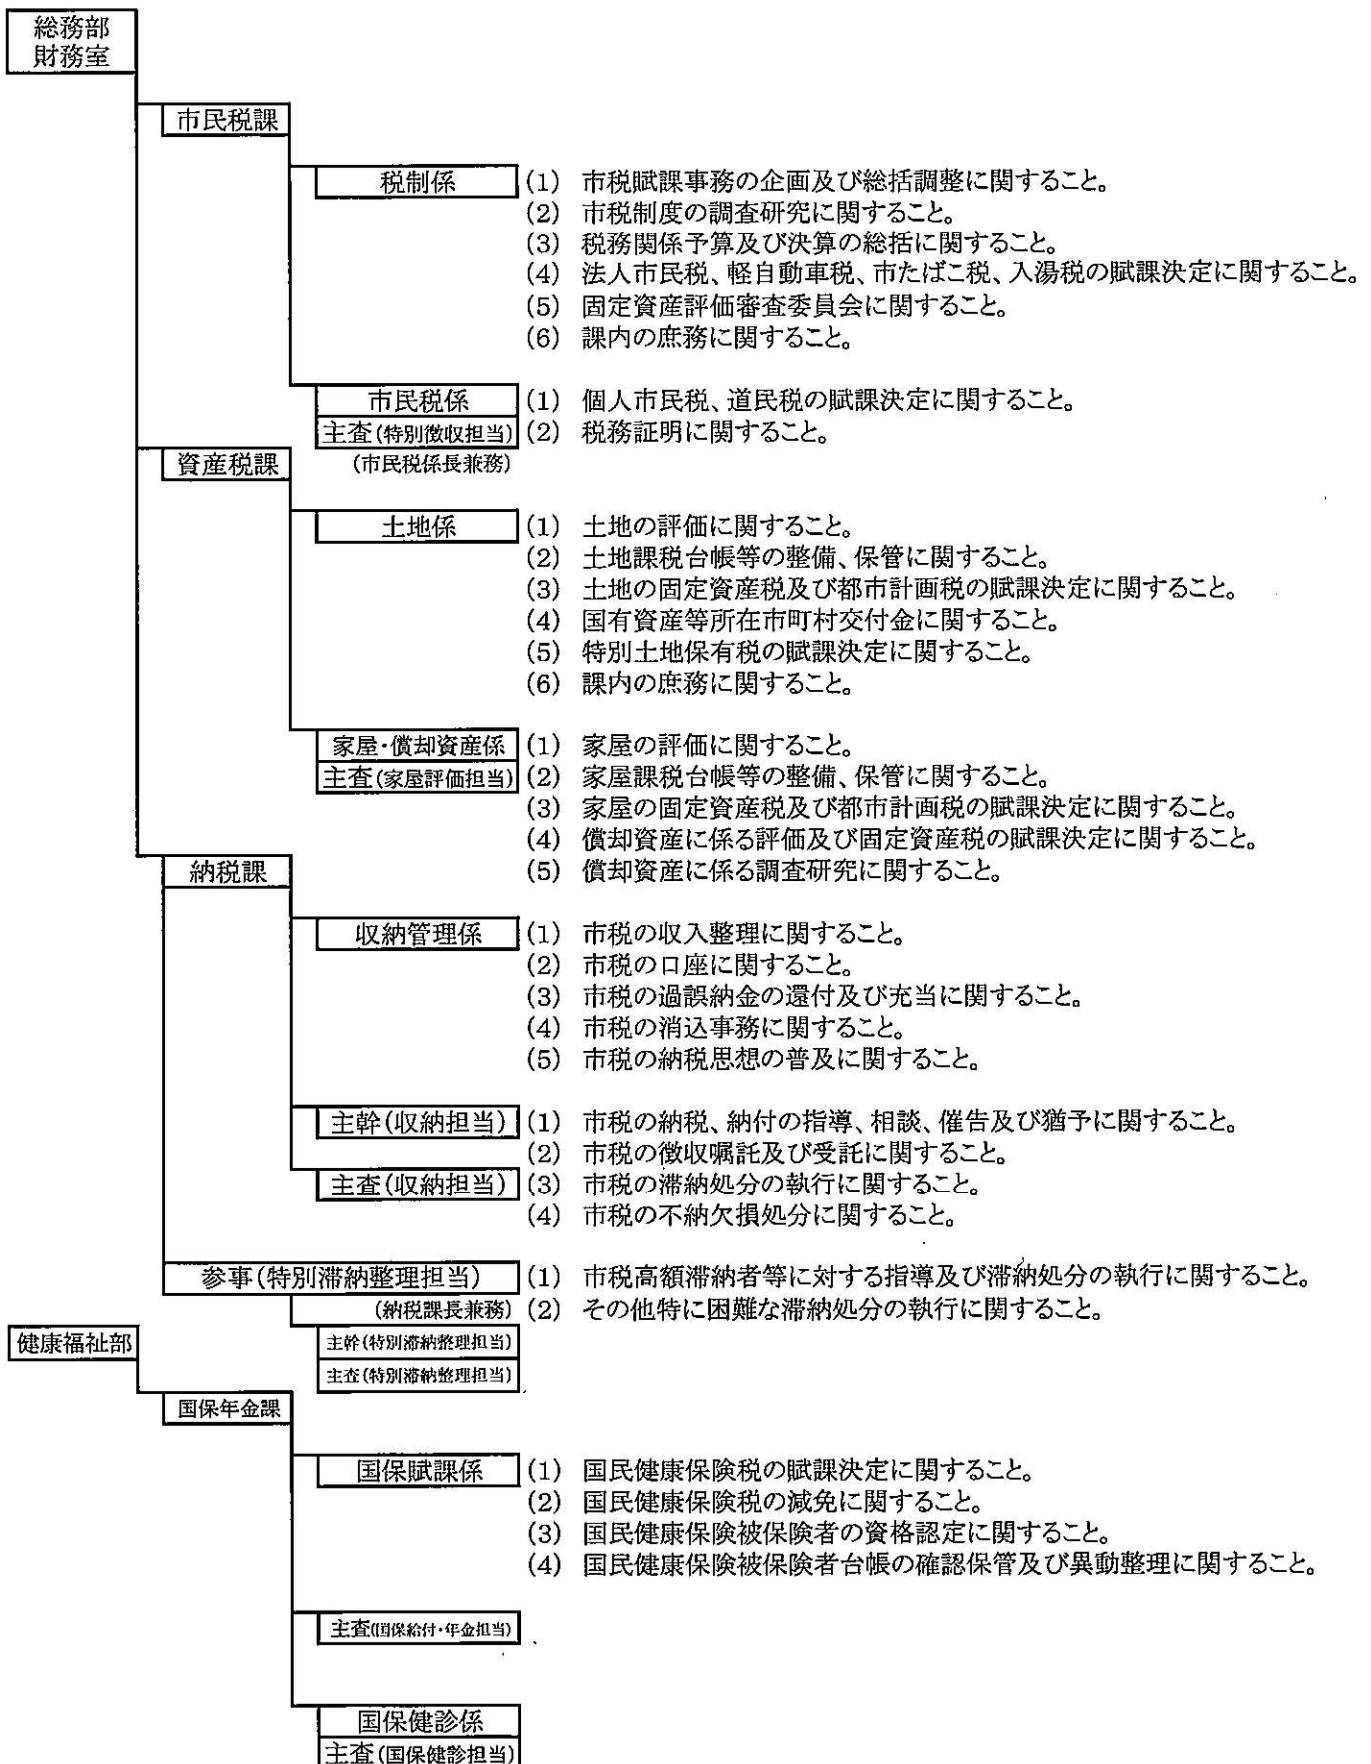 総務部
財務室
市民税課
税制係 (1) 市税賦課事務の企画及び総括調整に関すること。
(2) 市税制度の調査研究に関すること。
(3) 税務関係予算及び決算の総括に関すること。
(4) 法人市民税、軽自動車税、市たばこ税、入湯税の賦課決定に関すること。
(5) 固定資産評価審査委員会に関すること。
(6) 課内の庶務に関すること。
市民税係 (1) 個人市民税、道民税の賦課決定に関すること。
主査(特別徴収担当) (2) 税務証明に関すること。
資産税課 (市民税係長兼務)
土地係 (1) 土地の評価に関すること。
(2) 土地課税台帳等の整備、保管に関すること。
(3) 土地の固定資産税及び都市計画税の賦課決定に関すること。
(4) 国有資産等所在市町村交付金に関すること。
(5) 特別土地保有税の賦課決定に関すること。
(6) 課内の庶務に関すること。
家屋・償却資産係 (1) 家屋の評価に関すること。
主査(家屋評価担当) (2) 家屋課税台帳等の整備、保管に関すること。
(3) 家屋の固定資産税及び都市計画税の賦課決定に関すること。
(4) 償却資産に係る評価及び固定資産税の賦課決定に関すること。
納税課 (5) 償却資産に係る調査研究に関すること。
収納管理係 (1) 市税の収入整理に関すること。
(2) 市税の口座に関すること。
(3) 市税の過誤納金の還付及び充当に関すること。
(4) 市税の消込事務に関すること。
(5) 市税の納税思想の普及に関すること。
主幹(収納担当) (1) 市税の納税、納付の指導、相談、催告及び猶予に関すること。
(2) 市税の徴収嘱託及び受託に関すること。
主査(収納担当) (3) 市税の滞納処分の執行に関すること。
(4) 市税の不納欠損処分に関すること。
参事(特別滞納整理担当) (1) 市税高額滞納者等に対する指導及び滞納処分の執行に関すること。
(納税課長兼務) (2) その他特に困難な滞納処分の執行に関すること。
健康福祉部 主幹(特別滞納整理担当)
主査(特別滞納整理担当)
国保年金課
国保賦課係 (1) 国民健康保険税の賦課決定に関すること。
(2) 国民健康保険税の減免に関すること。
(3) 国民健康保険被保険者の資格認定に関すること。
(4) 国民健康保険被保険者台帳の確認保管及び異動整理に関すること。
主査(国保給付・年金担当)
国保健診係
主査(国保健診担当)